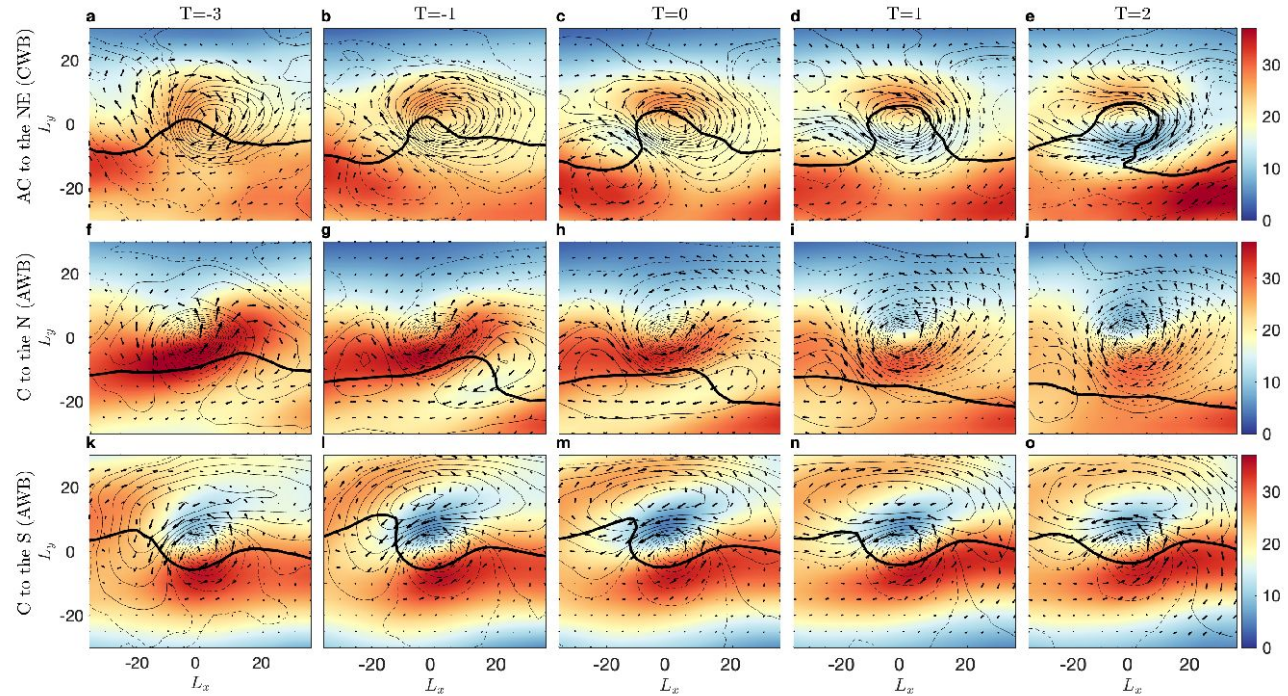 T=-3 T=-1 T=0 T=1 T=2
a b c d e
AC to the NE (CWB)
L_y
20
0
-20
30
20
10
0
f g h i j
C to the N (AWB)
L_y
20
0
-20
30
20
10
0
k l m n o
C to the S (AWB)
L_y
20
0
-20
30
20
10
0
-20 0 20 -20 0 20 -20 0 20 -20 0 20 -20 0 20
L_x L_x L_x L_x L_x